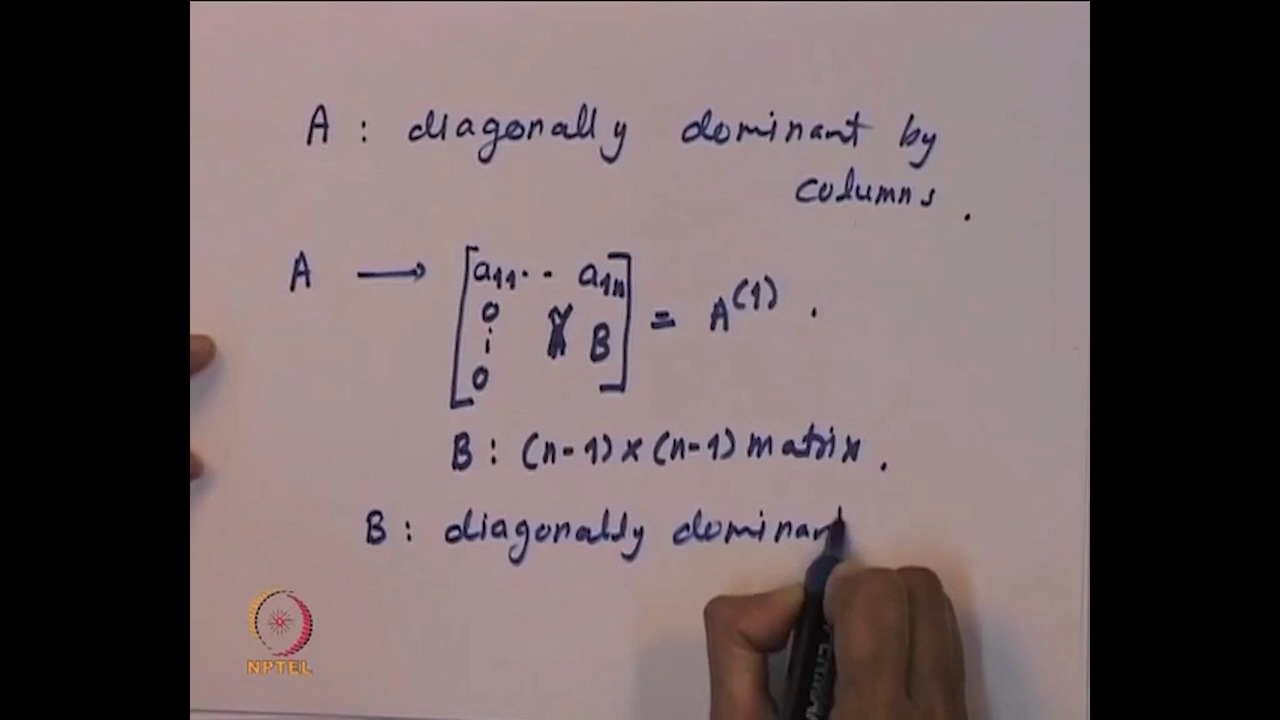 A : diagonally dominant by
columns .
A → [ a11 .. a1n
0
⋮ B
0 ] = A(1) .
B : (n-1)×(n-1) matrix .
B : diagonally dominant
NPTEL